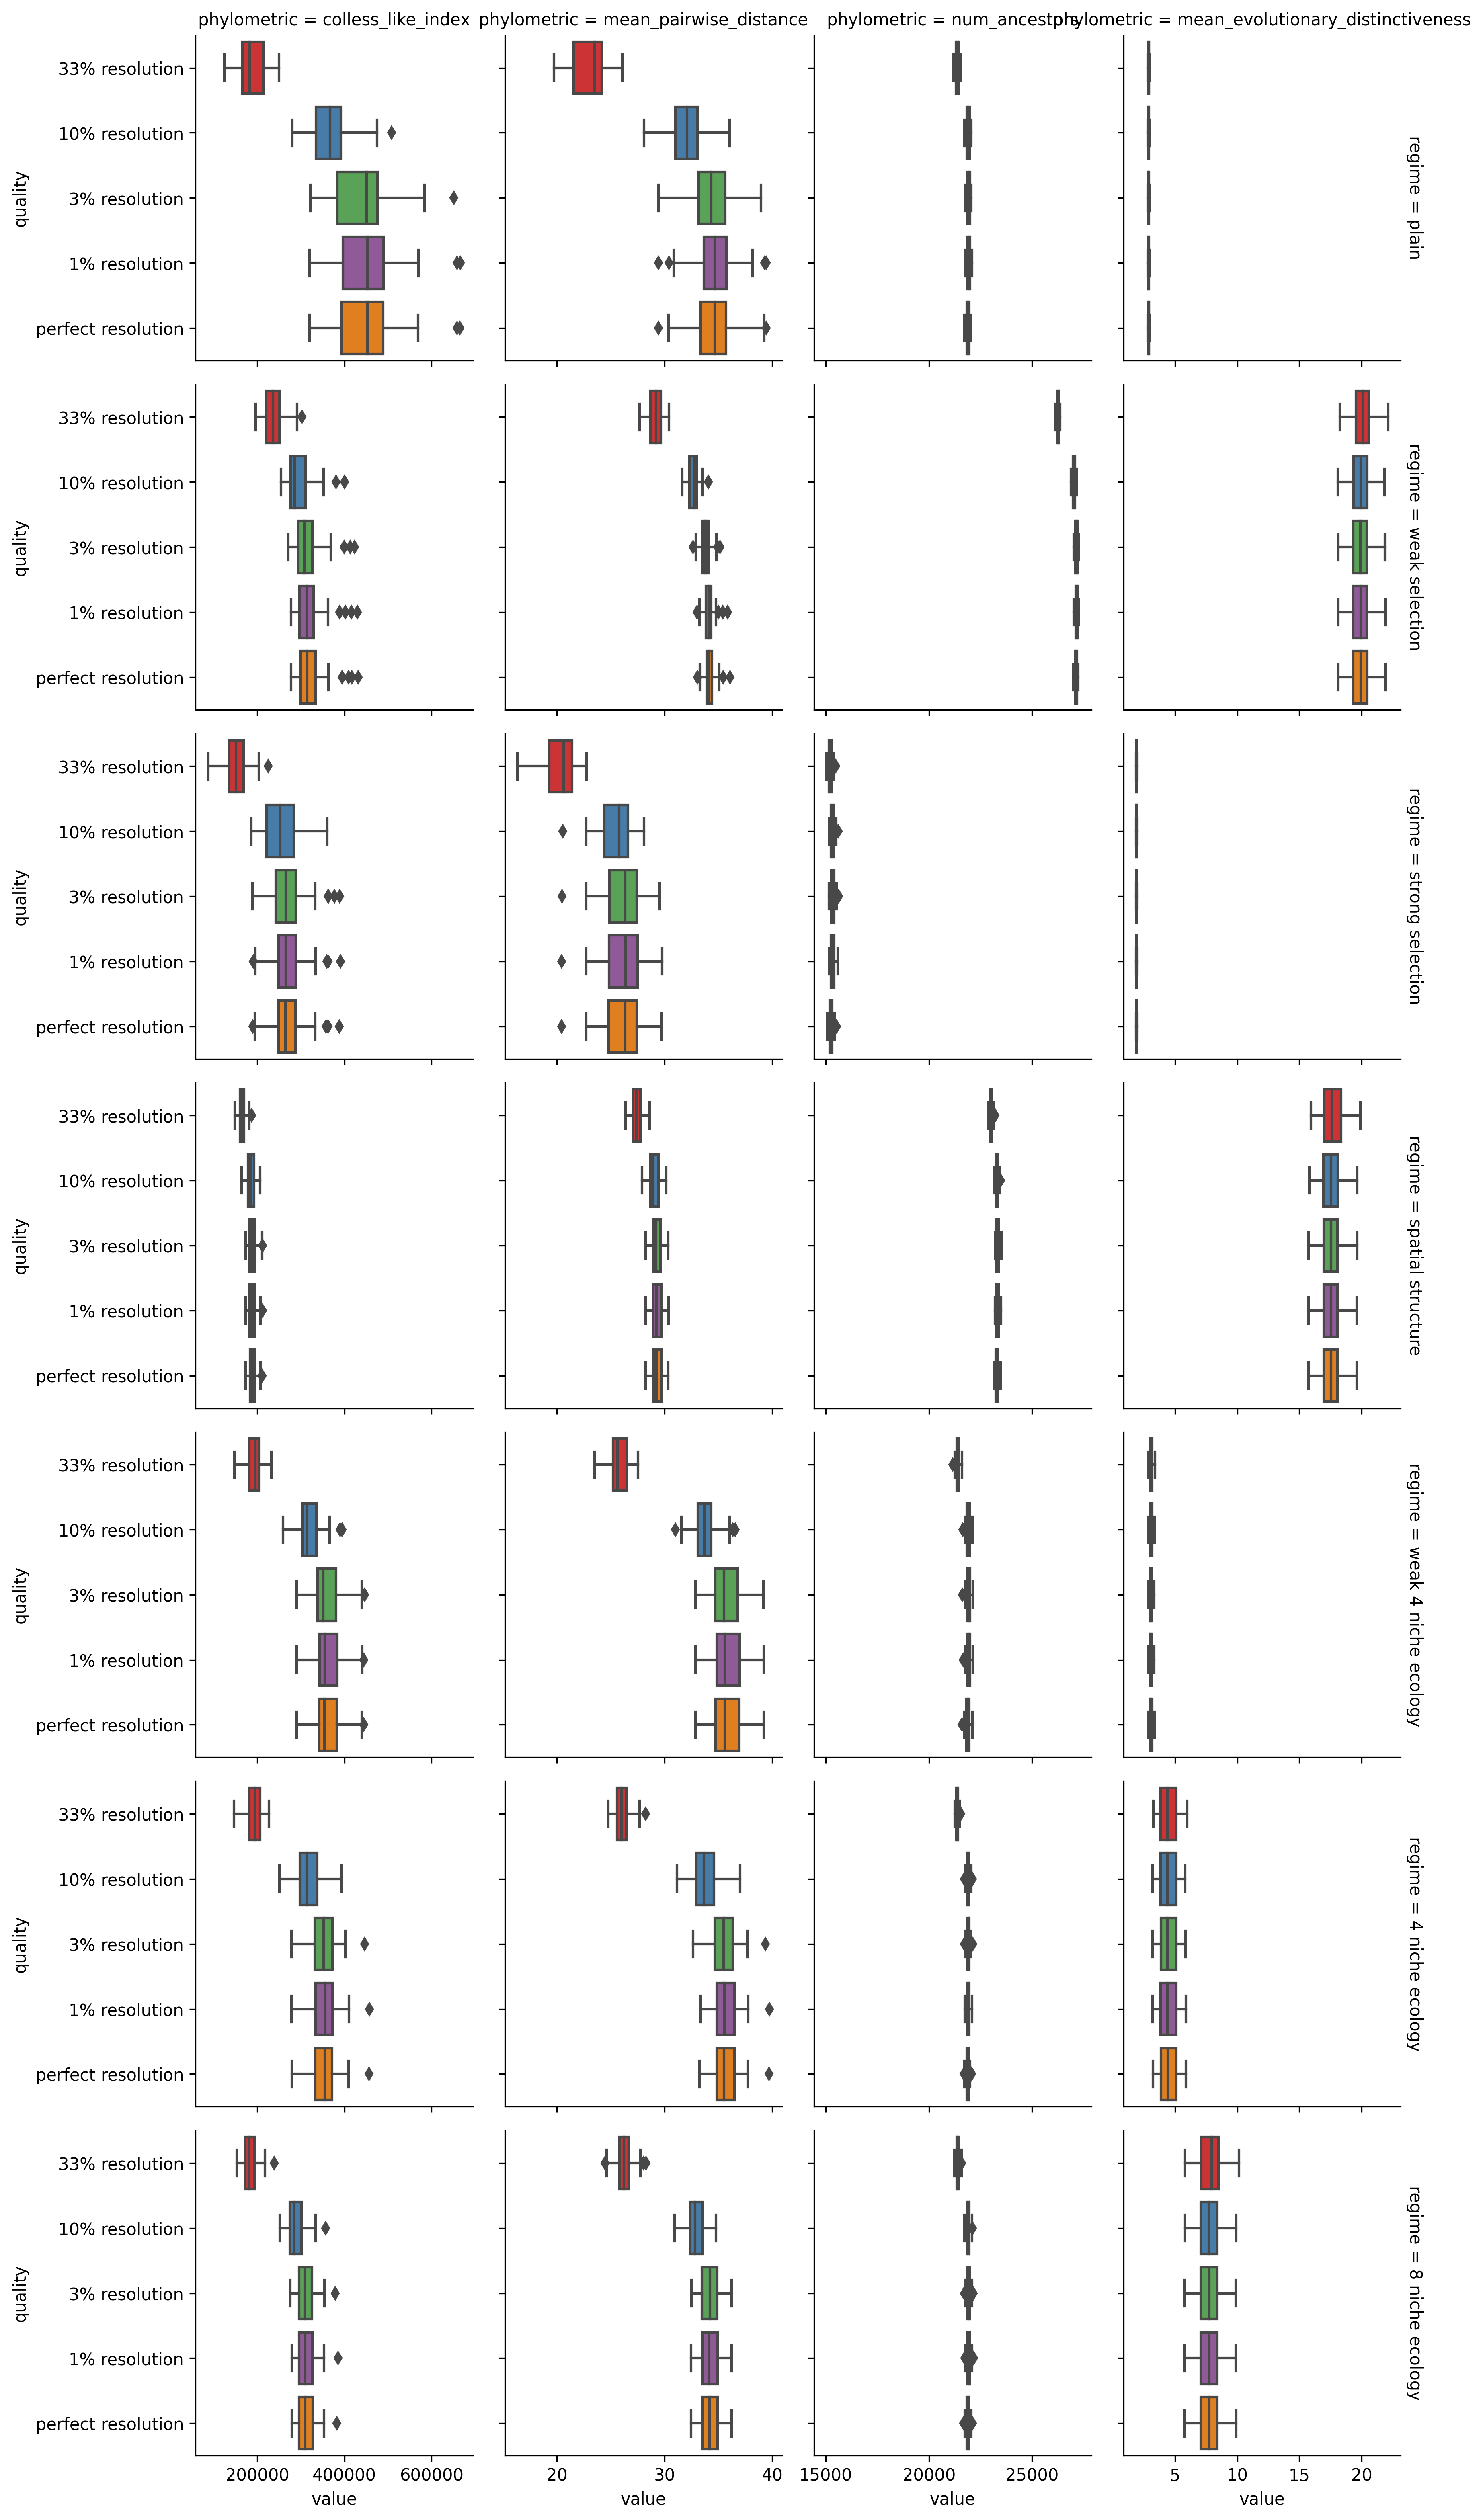 phylometric = colless_like_index
phylometric = mean_pairwise_distance
phylometric = num_ancestors
phylometric = mean_evolutionary_distinctiveness
quality
33% resolution
10% resolution
3% resolution
1% resolution
perfect resolution
regime = plain
quality
33% resolution
10% resolution
3% resolution
1% resolution
perfect resolution
regime = weak selection
quality
33% resolution
10% resolution
3% resolution
1% resolution
perfect resolution
regime = strong selection
quality
33% resolution
10% resolution
3% resolution
1% resolution
perfect resolution
regime = spatial structure
quality
33% resolution
10% resolution
3% resolution
1% resolution
perfect resolution
regime = weak 4 niche ecology
quality
33% resolution
10% resolution
3% resolution
1% resolution
perfect resolution
regime = 4 niche ecology
quality
33% resolution
10% resolution
3% resolution
1% resolution
perfect resolution
regime = 8 niche ecology
200000 400000 600000
value
20 30 40
value
15000 20000 25000
value
5 10 15 20
value